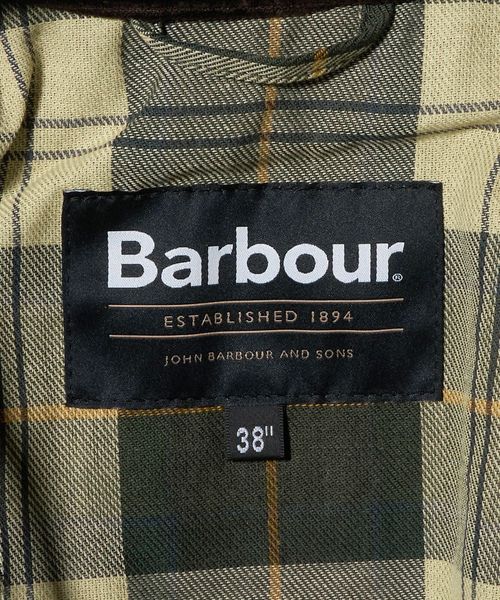 Barbour®
ESTABLISHED 1894
JOHN BARBOUR AND SONS
38"